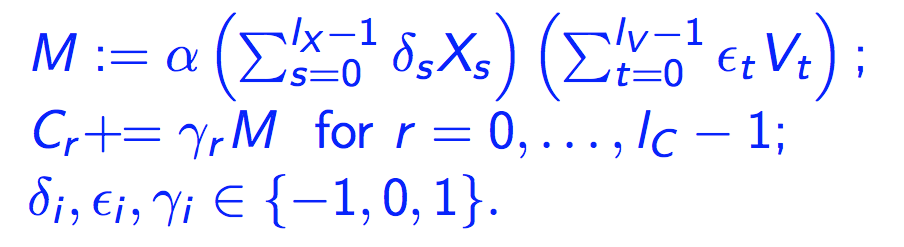 M := α (∑_{s=0}^{l_X−1} δ_s X_s) (∑_{t=0}^{l_V−1} ϵ_t V_t) ;
C_r += γ_r M for r = 0, . . . , l_C − 1;
δ_i, ϵ_i, γ_i ∈ {−1, 0, 1}.